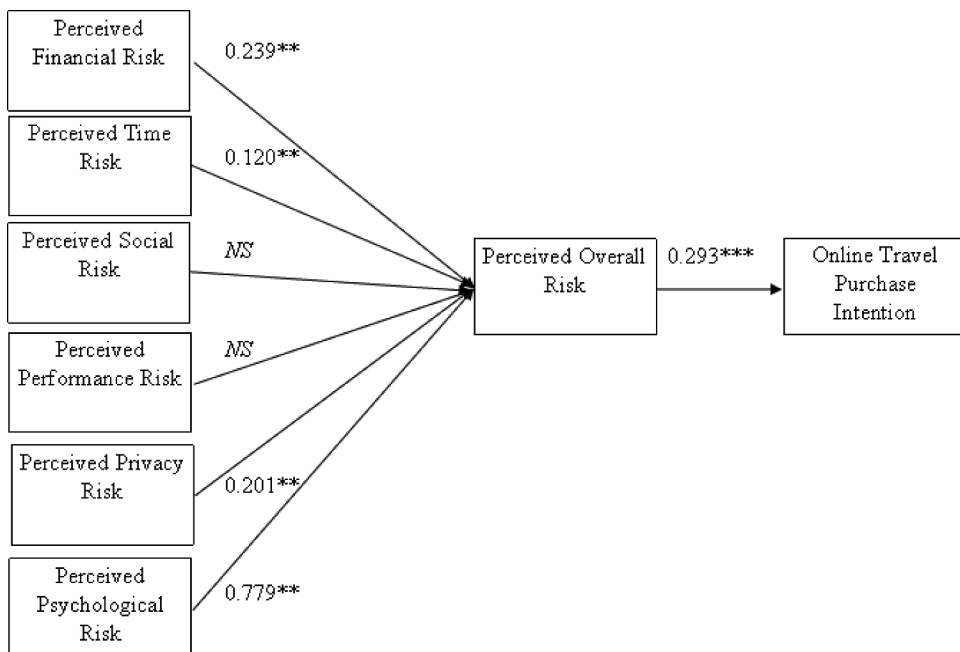 Perceived
Financial Risk
0.239**
Perceived Time
Risk
0.120**
Perceived Social
Risk
NS
Perceived Overall
Risk
0.293***
Online Travel
Purchase
Intention
Perceived
Performance Risk
NS
Perceived Privacy
Risk
0.201**
Perceived
Psychological
Risk
0.779**